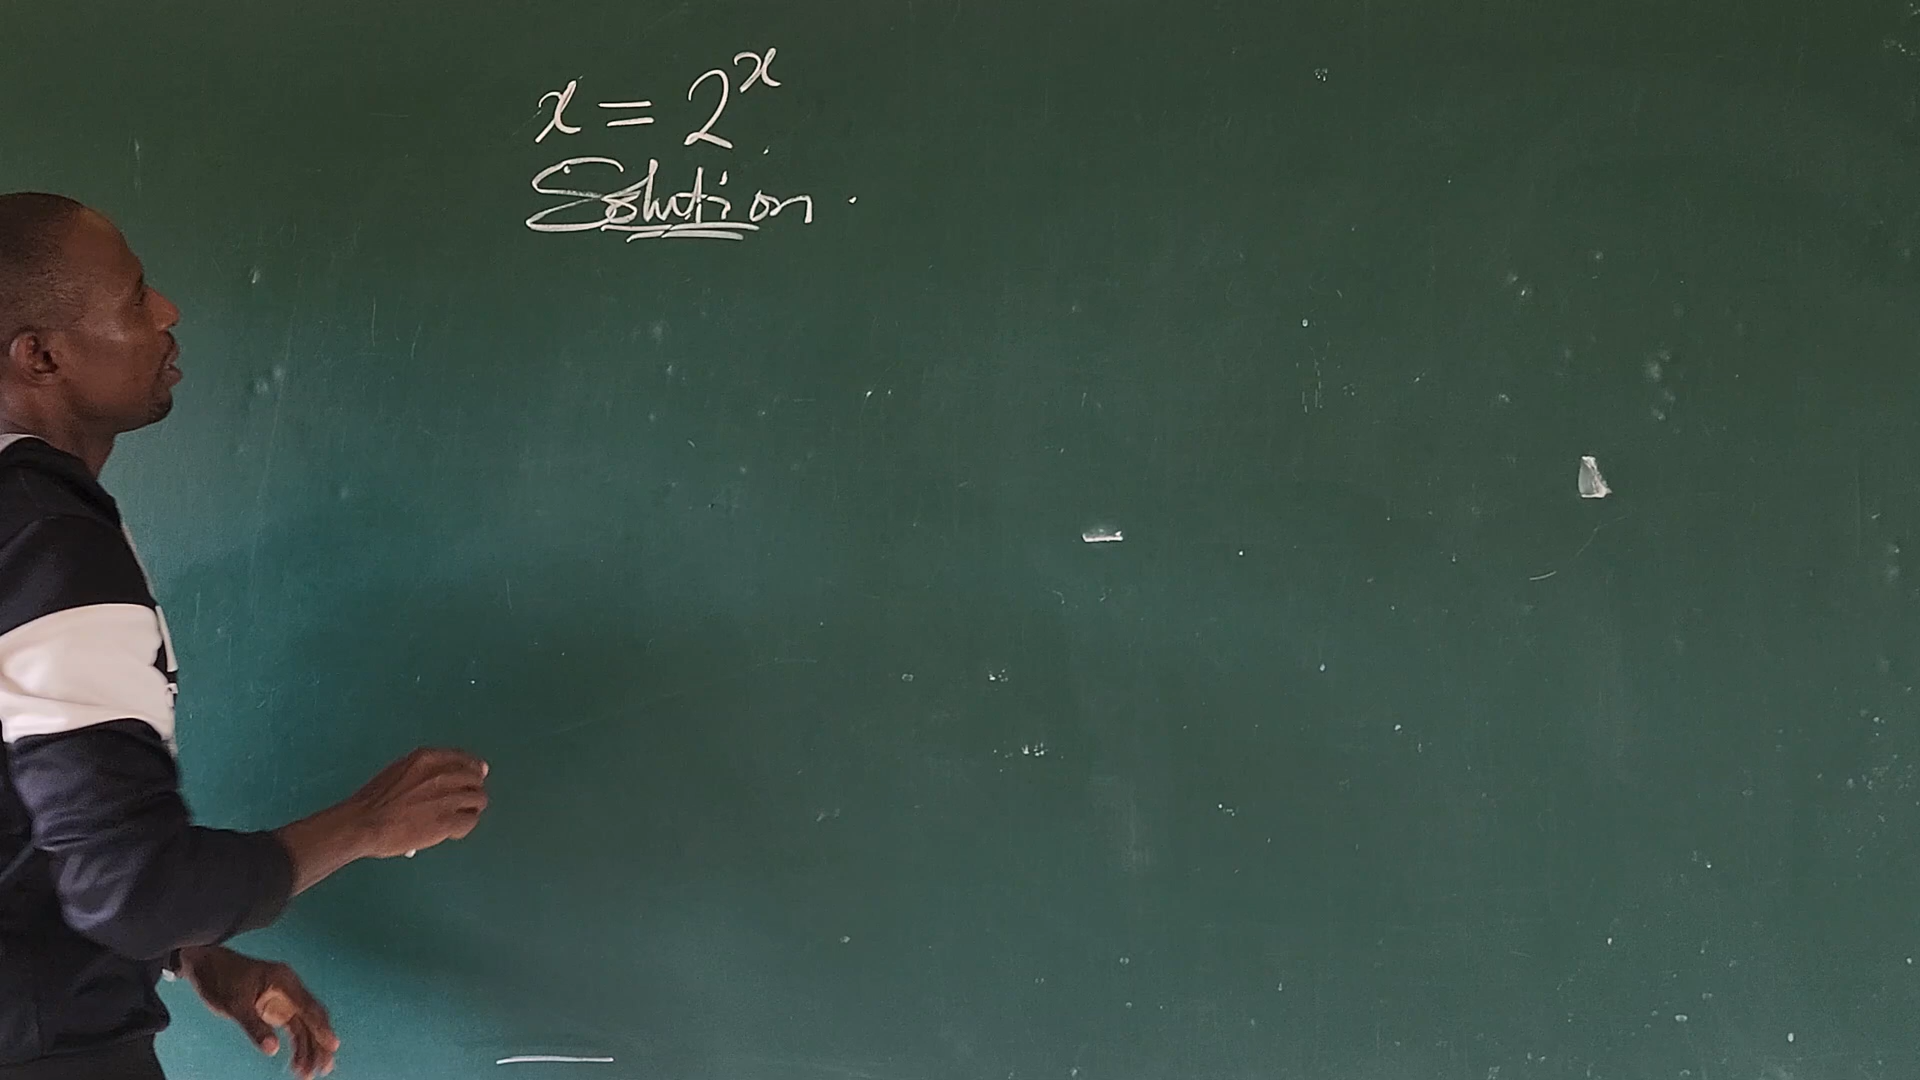 x = 2^x
Solution.